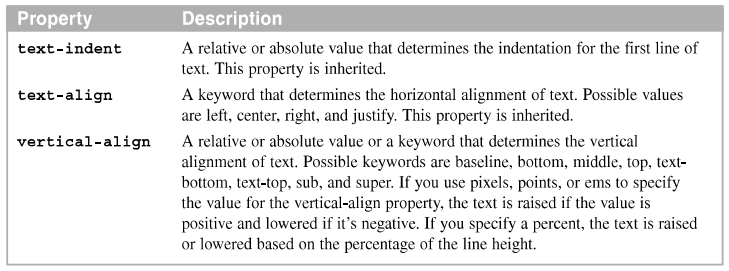 Property Description
text-indent A relative or absolute value that determines the indentation for the first line of
text. This property is inherited.
text-align A keyword that determines the horizontal alignment of text. Possible values
are left, center, right, and justify. This property is inherited.
vertical-align A relative or absolute value or a keyword that determines the vertical
alignment of text. Possible keywords are baseline, bottom, middle, top, text-
bottom, text-top, sub, and super. If you use pixels, points, or ems to specify
the value for the vertical-align property, the text is raised if the value is
positive and lowered if it's negative. If you specify a percent, the text is raised
or lowered based on the percentage of the line height.